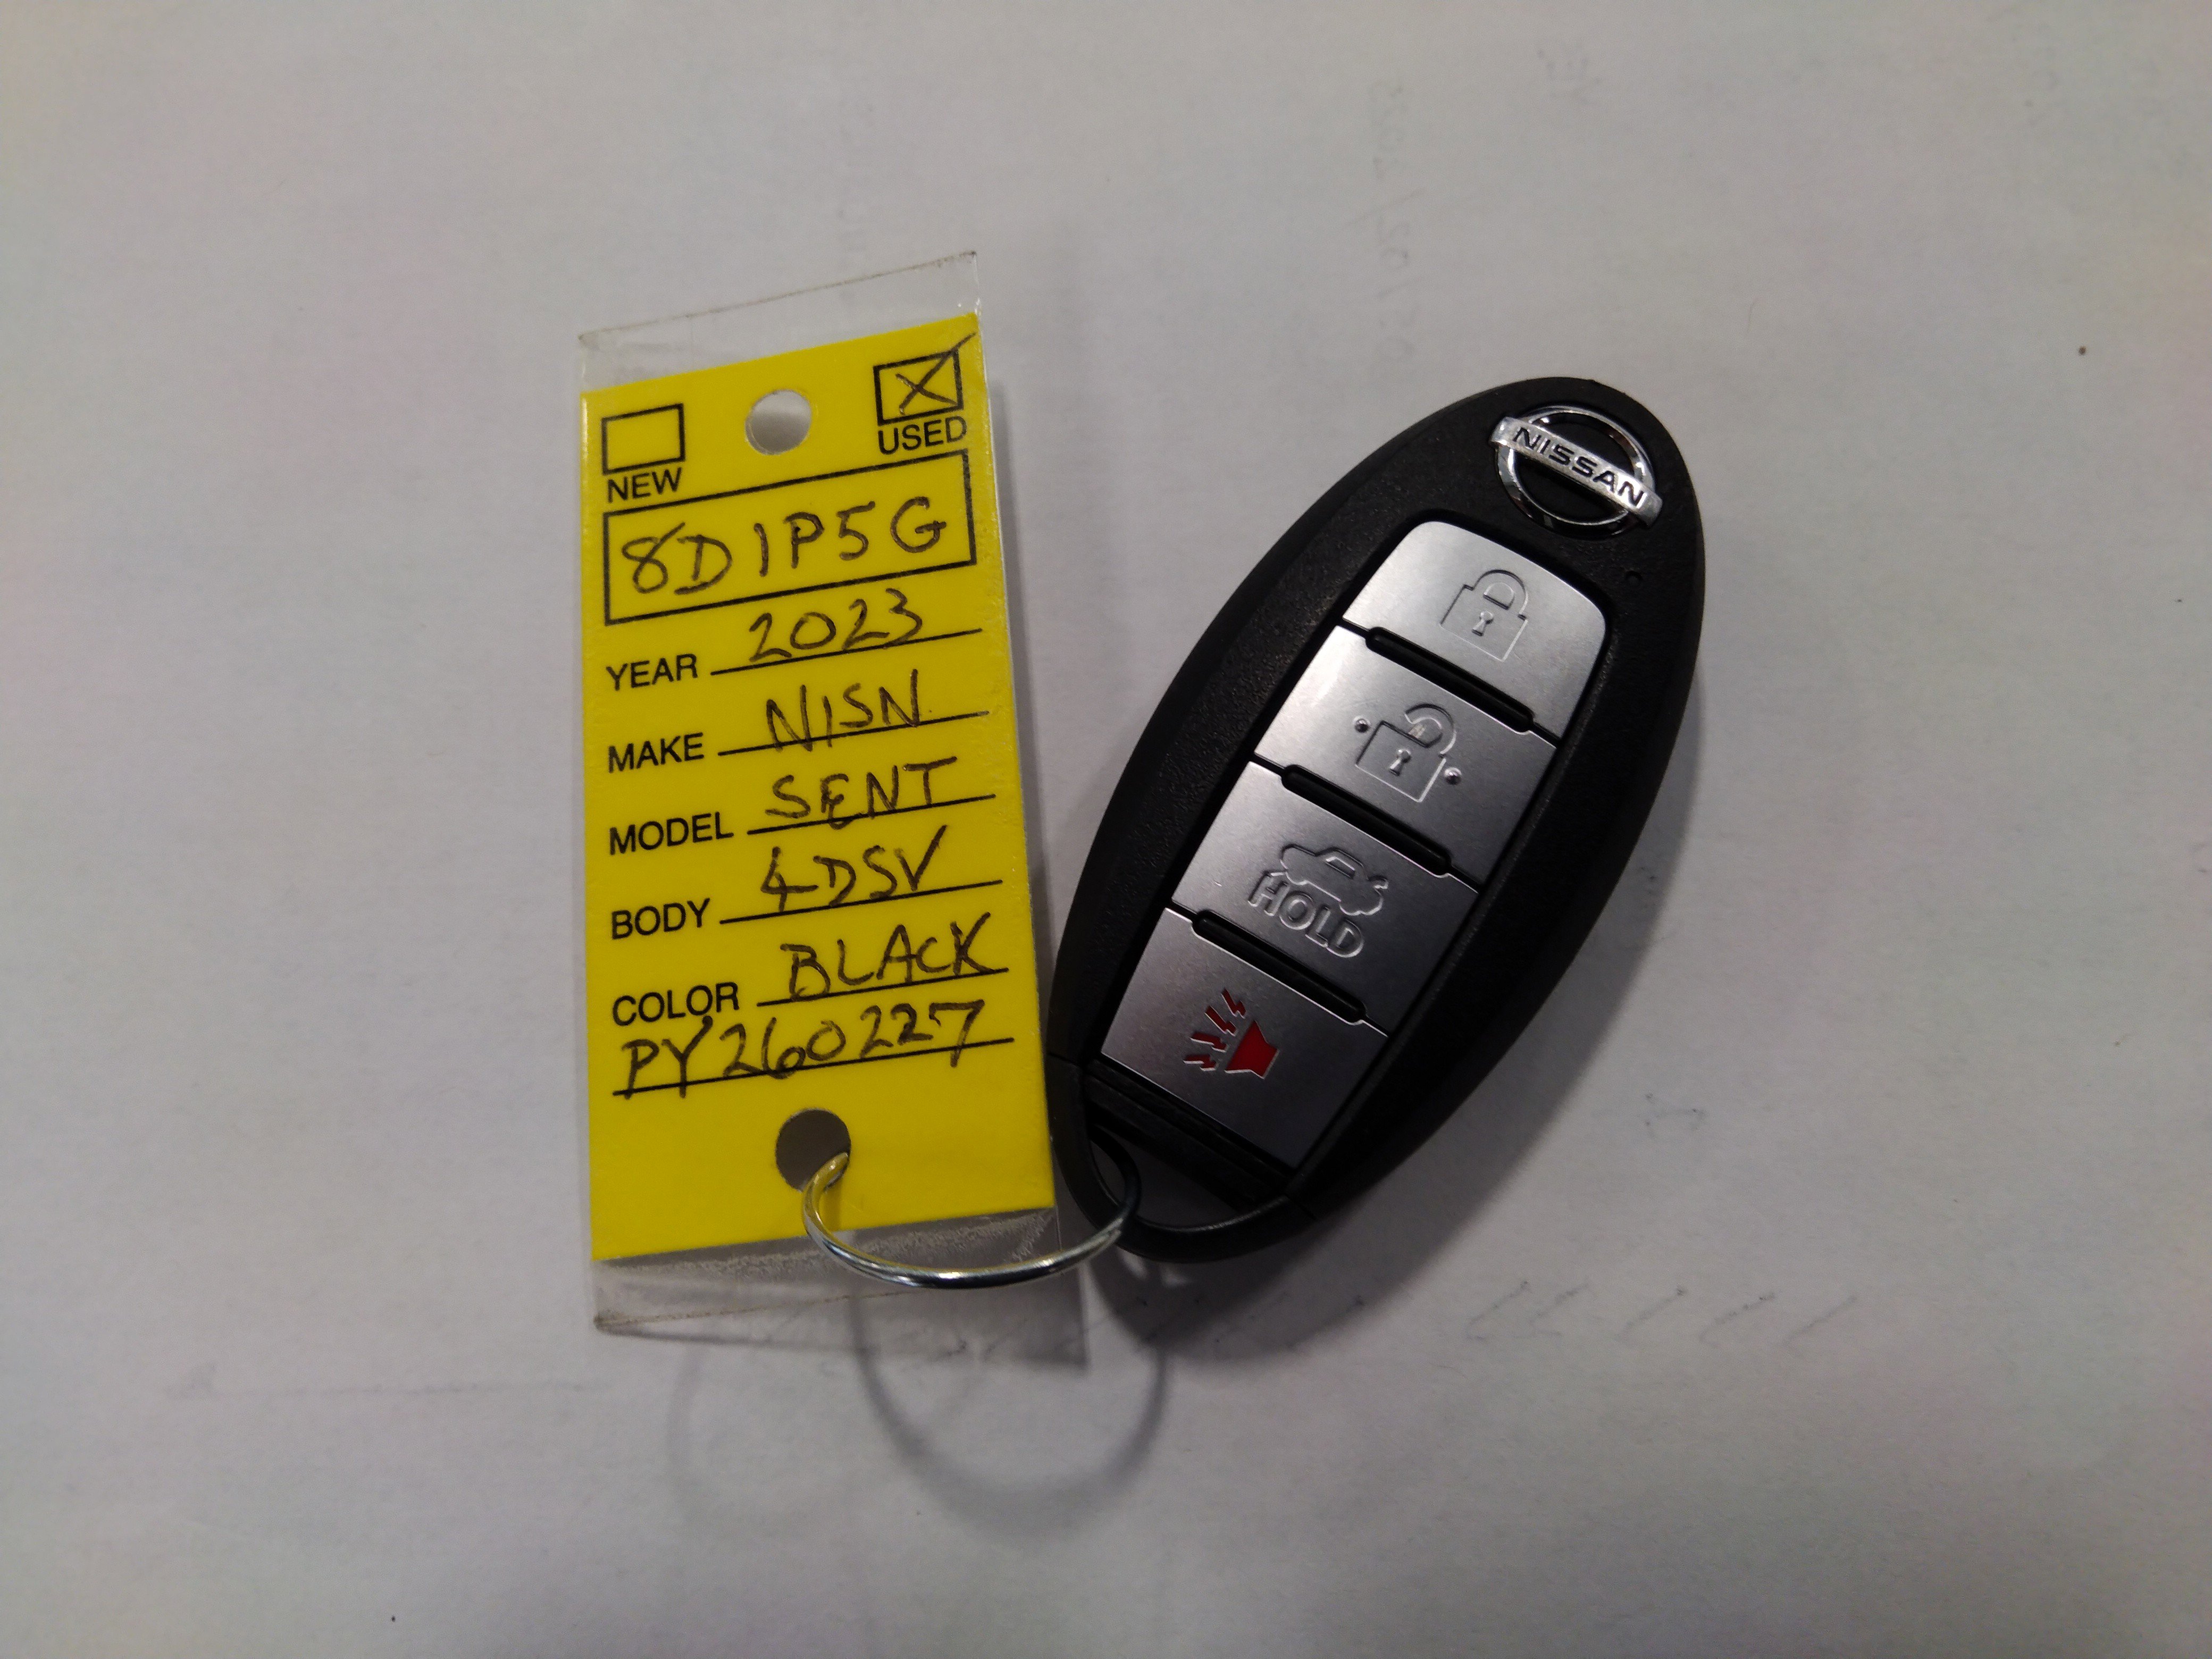 NEW
USED
8D1P5G
YEAR 2023
MAKE NISN
MODEL SENT
BODY 4DSV
COLOR BLACK
PY260227
NISSAN
HOLD